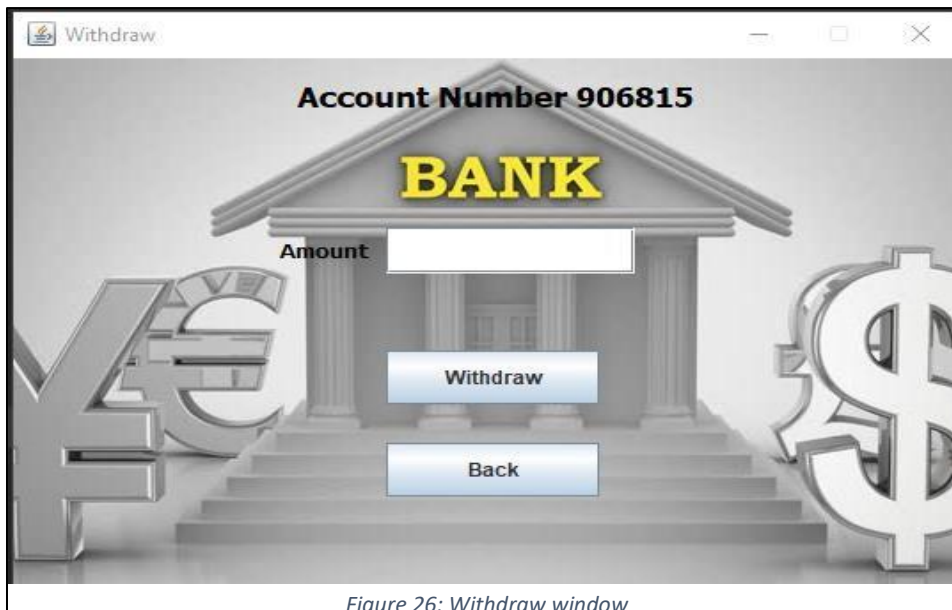 Withdraw
Account Number 906815
BANK
Amount
Withdraw
Back
Figure 26: Withdraw window